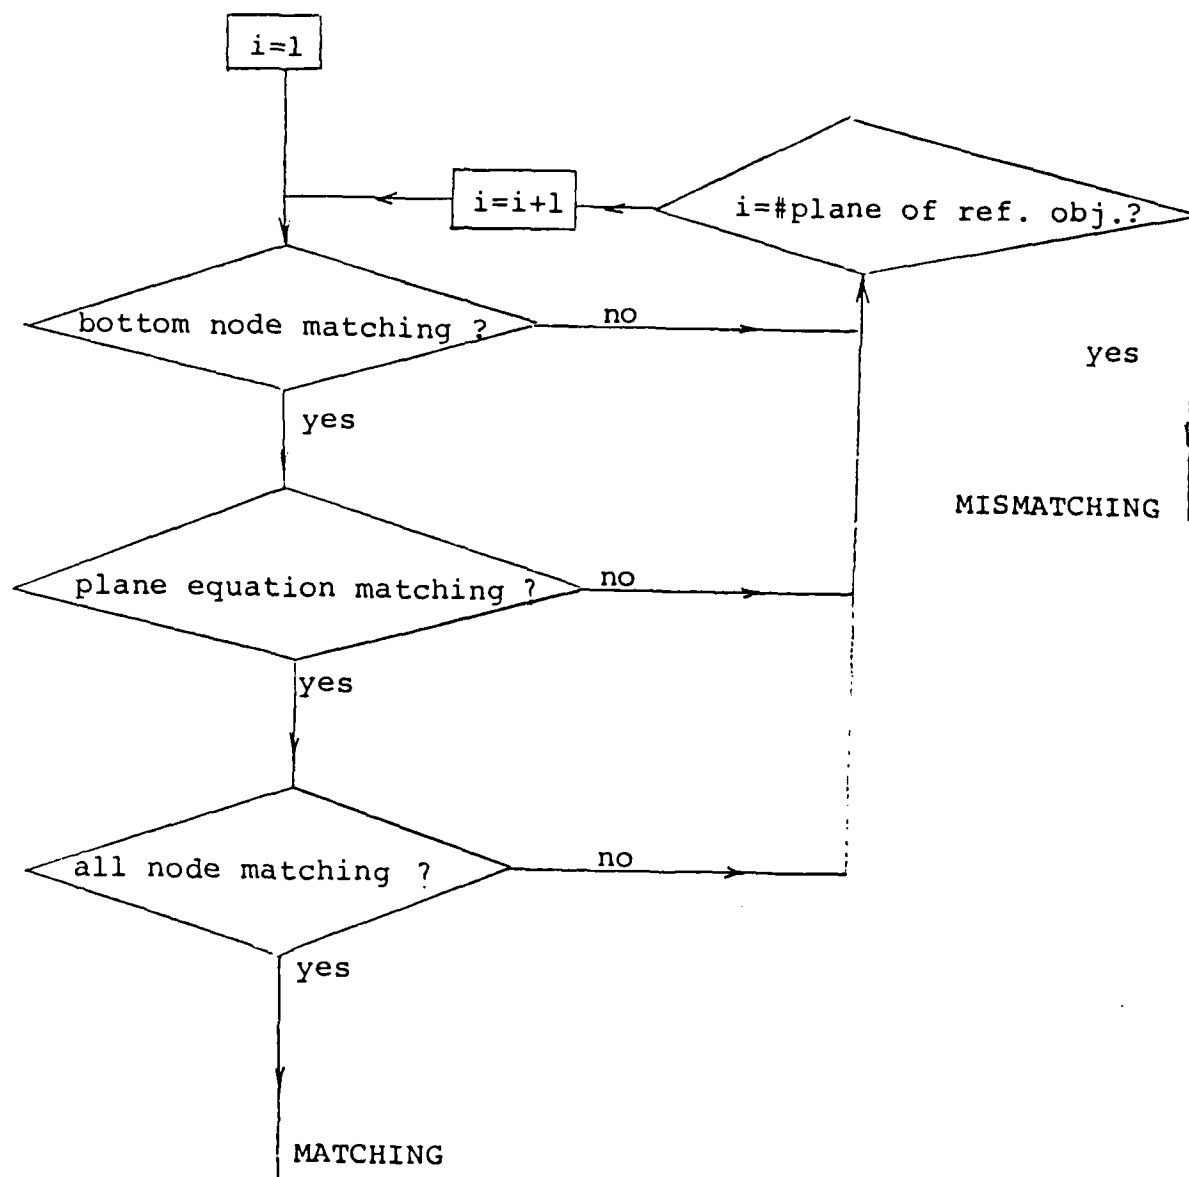 i=1
i=i+1
i=#plane of ref. obj.?
bottom node matching ?
no
yes
yes
MISMATCHING
plane equation matching ?
no
yes
all node matching ?
no
yes
MATCHING